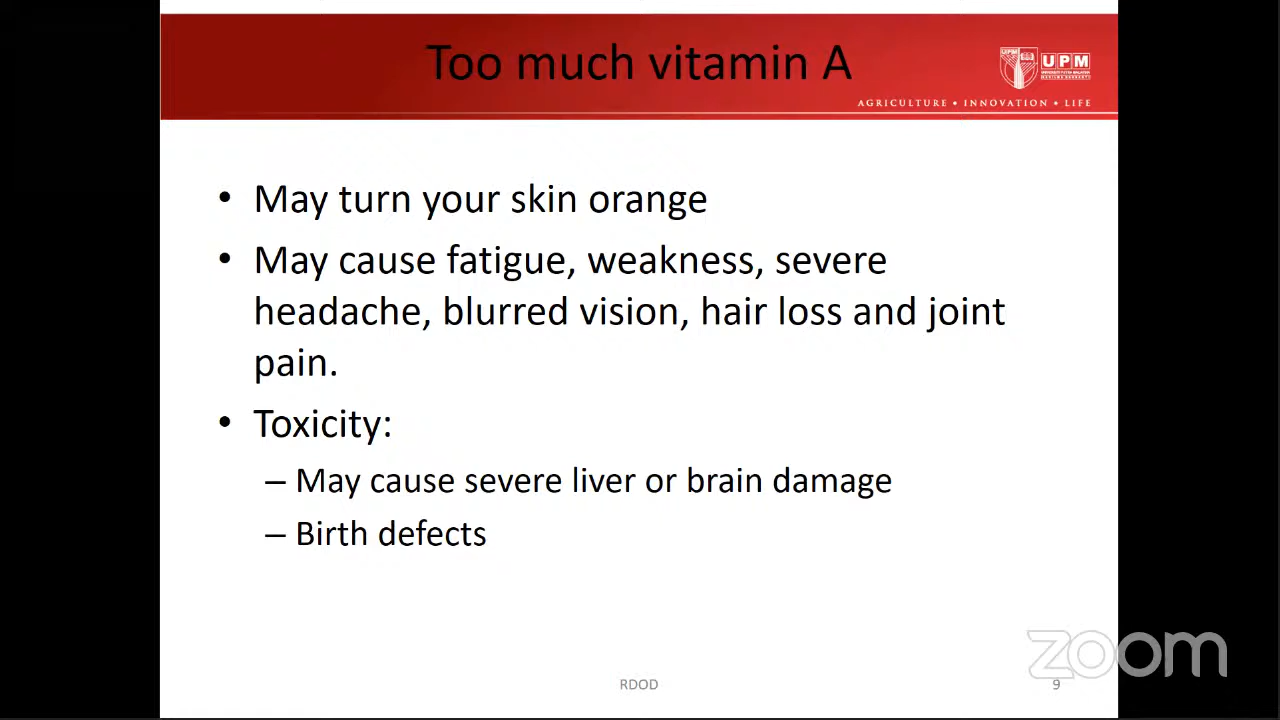 Too much vitamin A
UPM
AGRICULTURE • INNOVATION • LIFE
• May turn your skin orange
• May cause fatigue, weakness, severe
headache, blurred vision, hair loss and joint
pain.
• Toxicity:
– May cause severe liver or brain damage
– Birth defects
zoom
RDOD
9